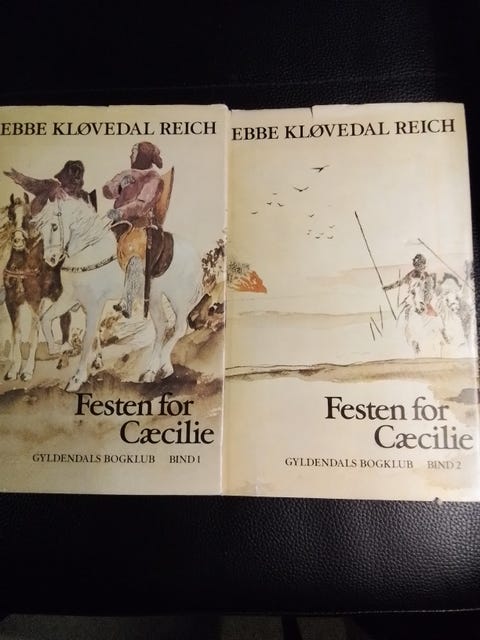 EBBE KLØVEDAL REICH
Festen for
Cæcilie
GYLDENDALS BOGKLUB BIND 1
EBBE KLØVEDAL REICH
Festen for
Cæcilie
GYLDENDALS BOGKLUB BIND 2